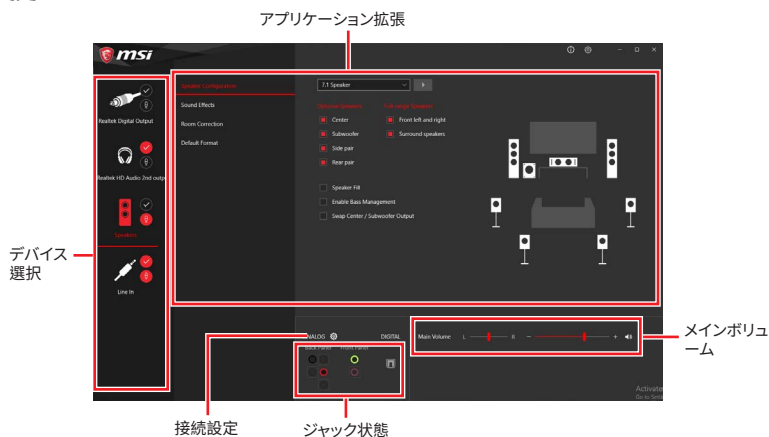 アプリケーション拡張
msi
Speaker Configuration
Sound Effects
Room Correction
Default Format
7.1 Speaker
Optional Speakers
Full-range Speakers
Center
Front left and right
Subwoofer
Surround speakers
Side pair
Rear pair
Speaker Fill
Enable Bass Management
Swap Center / Subwoofer Output
Realtek Digital Output
Realtek HD Audio 2nd outp
Speakers
Line In
デバイス
選択
ANALOG
DIGITAL
Back Panel
Front Panel
Main Volume
L
R
メインボリュ
ーム
Activate
Go to Setti
接続設定
ジャック状態